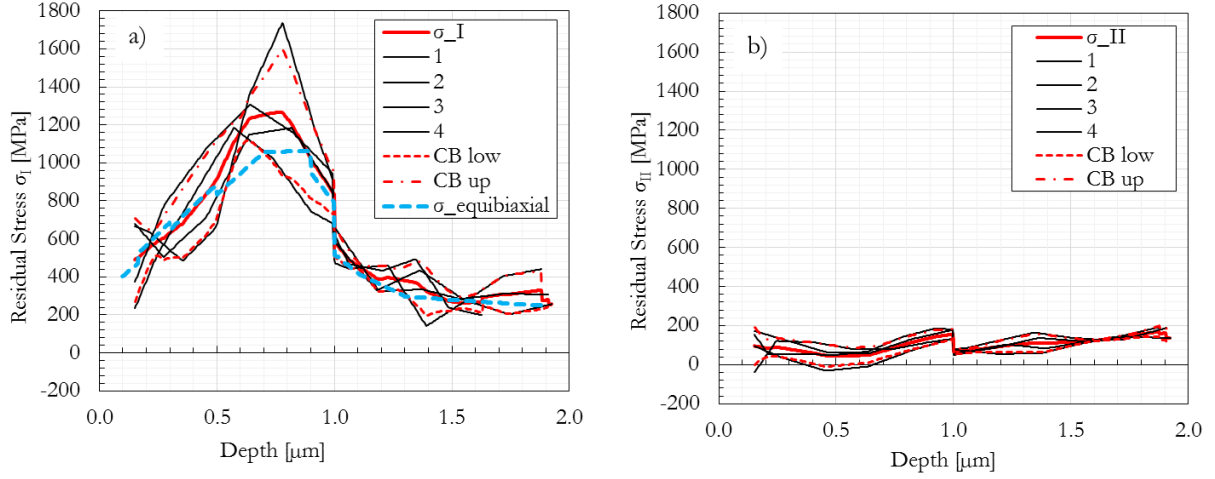 a)
Residual Stress σI [MPa]
1800
1600
1400
1200
1000
800
600
400
200
0
-200
0.0 0.5 1.0 1.5 2.0
Depth [μm]
σ_I
1
2
3
4
CB low
CB up
σ_equibiaxial
b)
Residual Stress σII [MPa]
1800
1600
1400
1200
1000
800
600
400
200
0
-200
0.0 0.5 1.0 1.5 2.0
Depth [μm]
σ_II
1
2
3
4
CB low
CB up